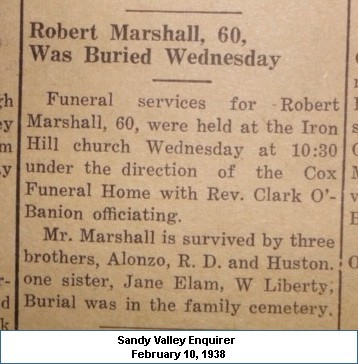 Robert Marshall, 60,
Was Buried Wednesday
Funeral services for Robert
Marshall, 60, were held at the Iron
Hill church Wednesday at 10:30
under the direction of the Cox
Funeral Home with Rev. Clark O'-
Banion officiating.
Mr. Marshall is survived by three
brothers, Alonzo, R. D. and Huston.
one sister, Jane Elam, W Liberty,
Burial was in the family cemetery.
Sandy Valley Enquirer
February 10, 1938